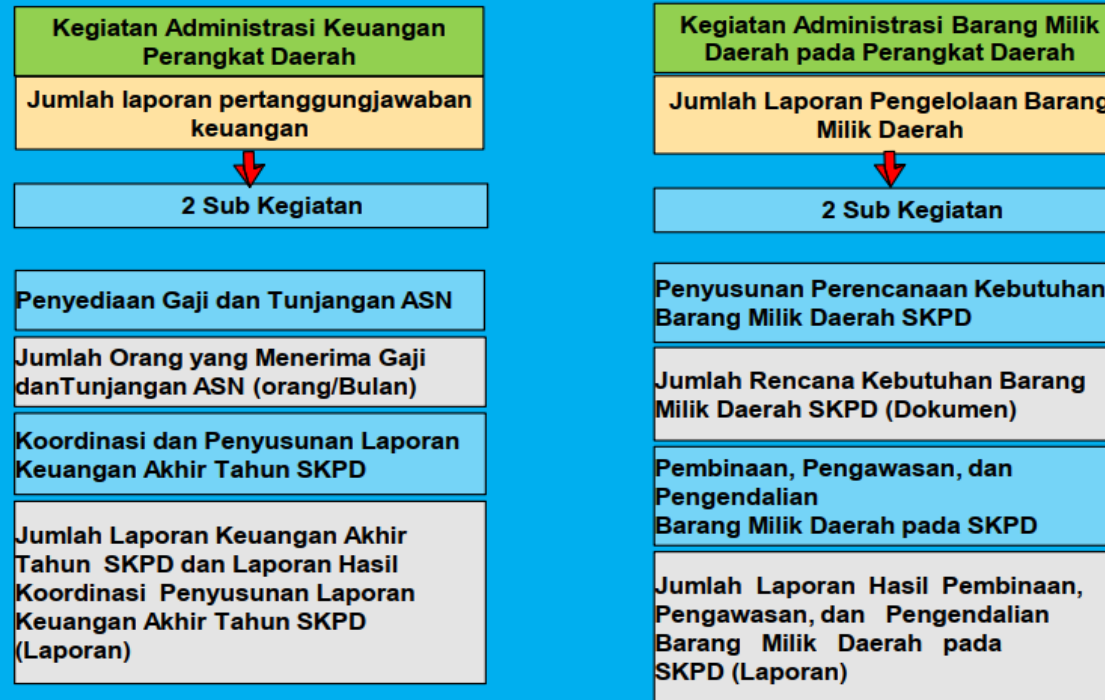 Kegiatan Administrasi Keuangan
Perangkat Daerah
Jumlah laporan pertanggungjawaban
keuangan
2 Sub Kegiatan
Penyediaan Gaji dan Tunjangan ASN
Jumlah Orang yang Menerima Gaji
danTunjangan ASN (orang/Bulan)
Koordinasi dan Penyusunan Laporan
Keuangan Akhir Tahun SKPD
Jumlah Laporan Keuangan Akhir
Tahun SKPD dan Laporan Hasil
Koordinasi Penyusunan Laporan
Keuangan Akhir Tahun SKPD
(Laporan)
Kegiatan Administrasi Barang Milik
Daerah pada Perangkat Daerah
Jumlah Laporan Pengelolaan Barang
Milik Daerah
2 Sub Kegiatan
Penyusunan Perencanaan Kebutuhan
Barang Milik Daerah SKPD
Jumlah Rencana Kebutuhan Barang
Milik Daerah SKPD (Dokumen)
Pembinaan, Pengawasan, dan
Pengendalian
Barang Milik Daerah pada SKPD
Jumlah Laporan Hasil Pembinaan,
Pengawasan, dan Pengendalian
Barang Milik Daerah pada
SKPD (Laporan)